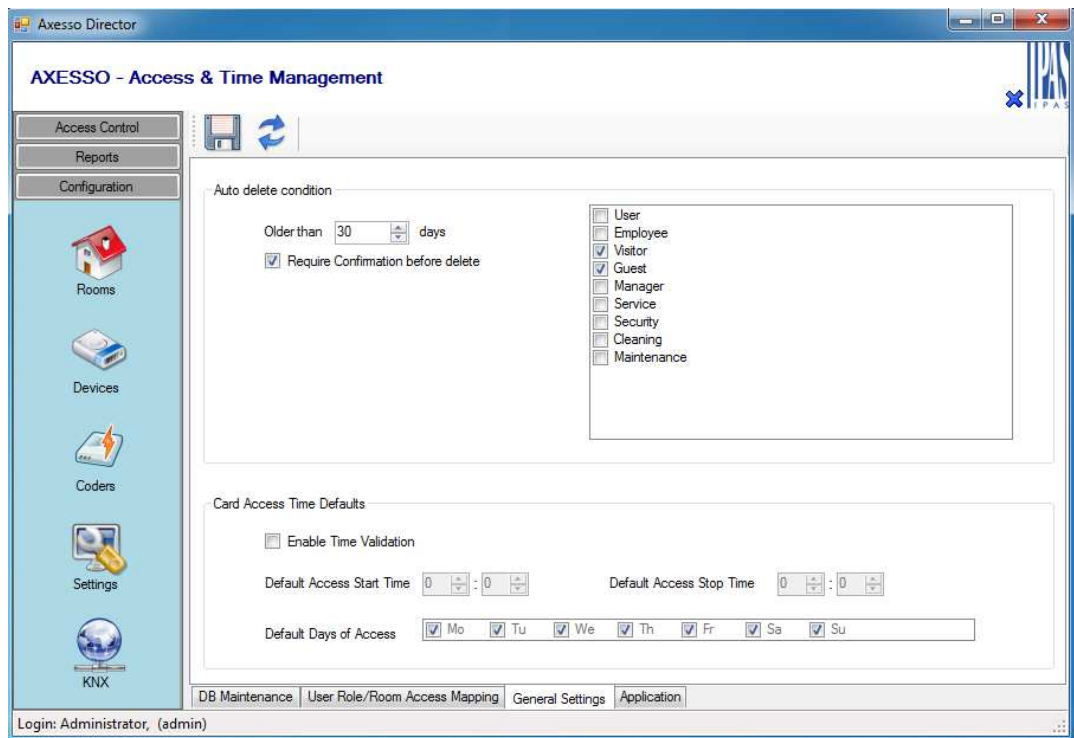 Axesso Director
AXESSO - Access & Time Management
IPAS
IPAS
Access Control
Reports
Configuration
Rooms
Devices
Coders
Settings
KNX
Auto delete condition
Older than 30 days
Require Confirmation before delete
User
Employee
Visitor
Guest
Manager
Service
Security
Cleaning
Maintenance
Card Access Time Defaults
Enable Time Validation
Default Access Start Time 0 : 0 Default Access Stop Time 0 : 0
Default Days of Access Mo Tu We Th Fr Sa Su
DB Maintenance User Role/Room Access Mapping General Settings Application
Login: Administrator, (admin)